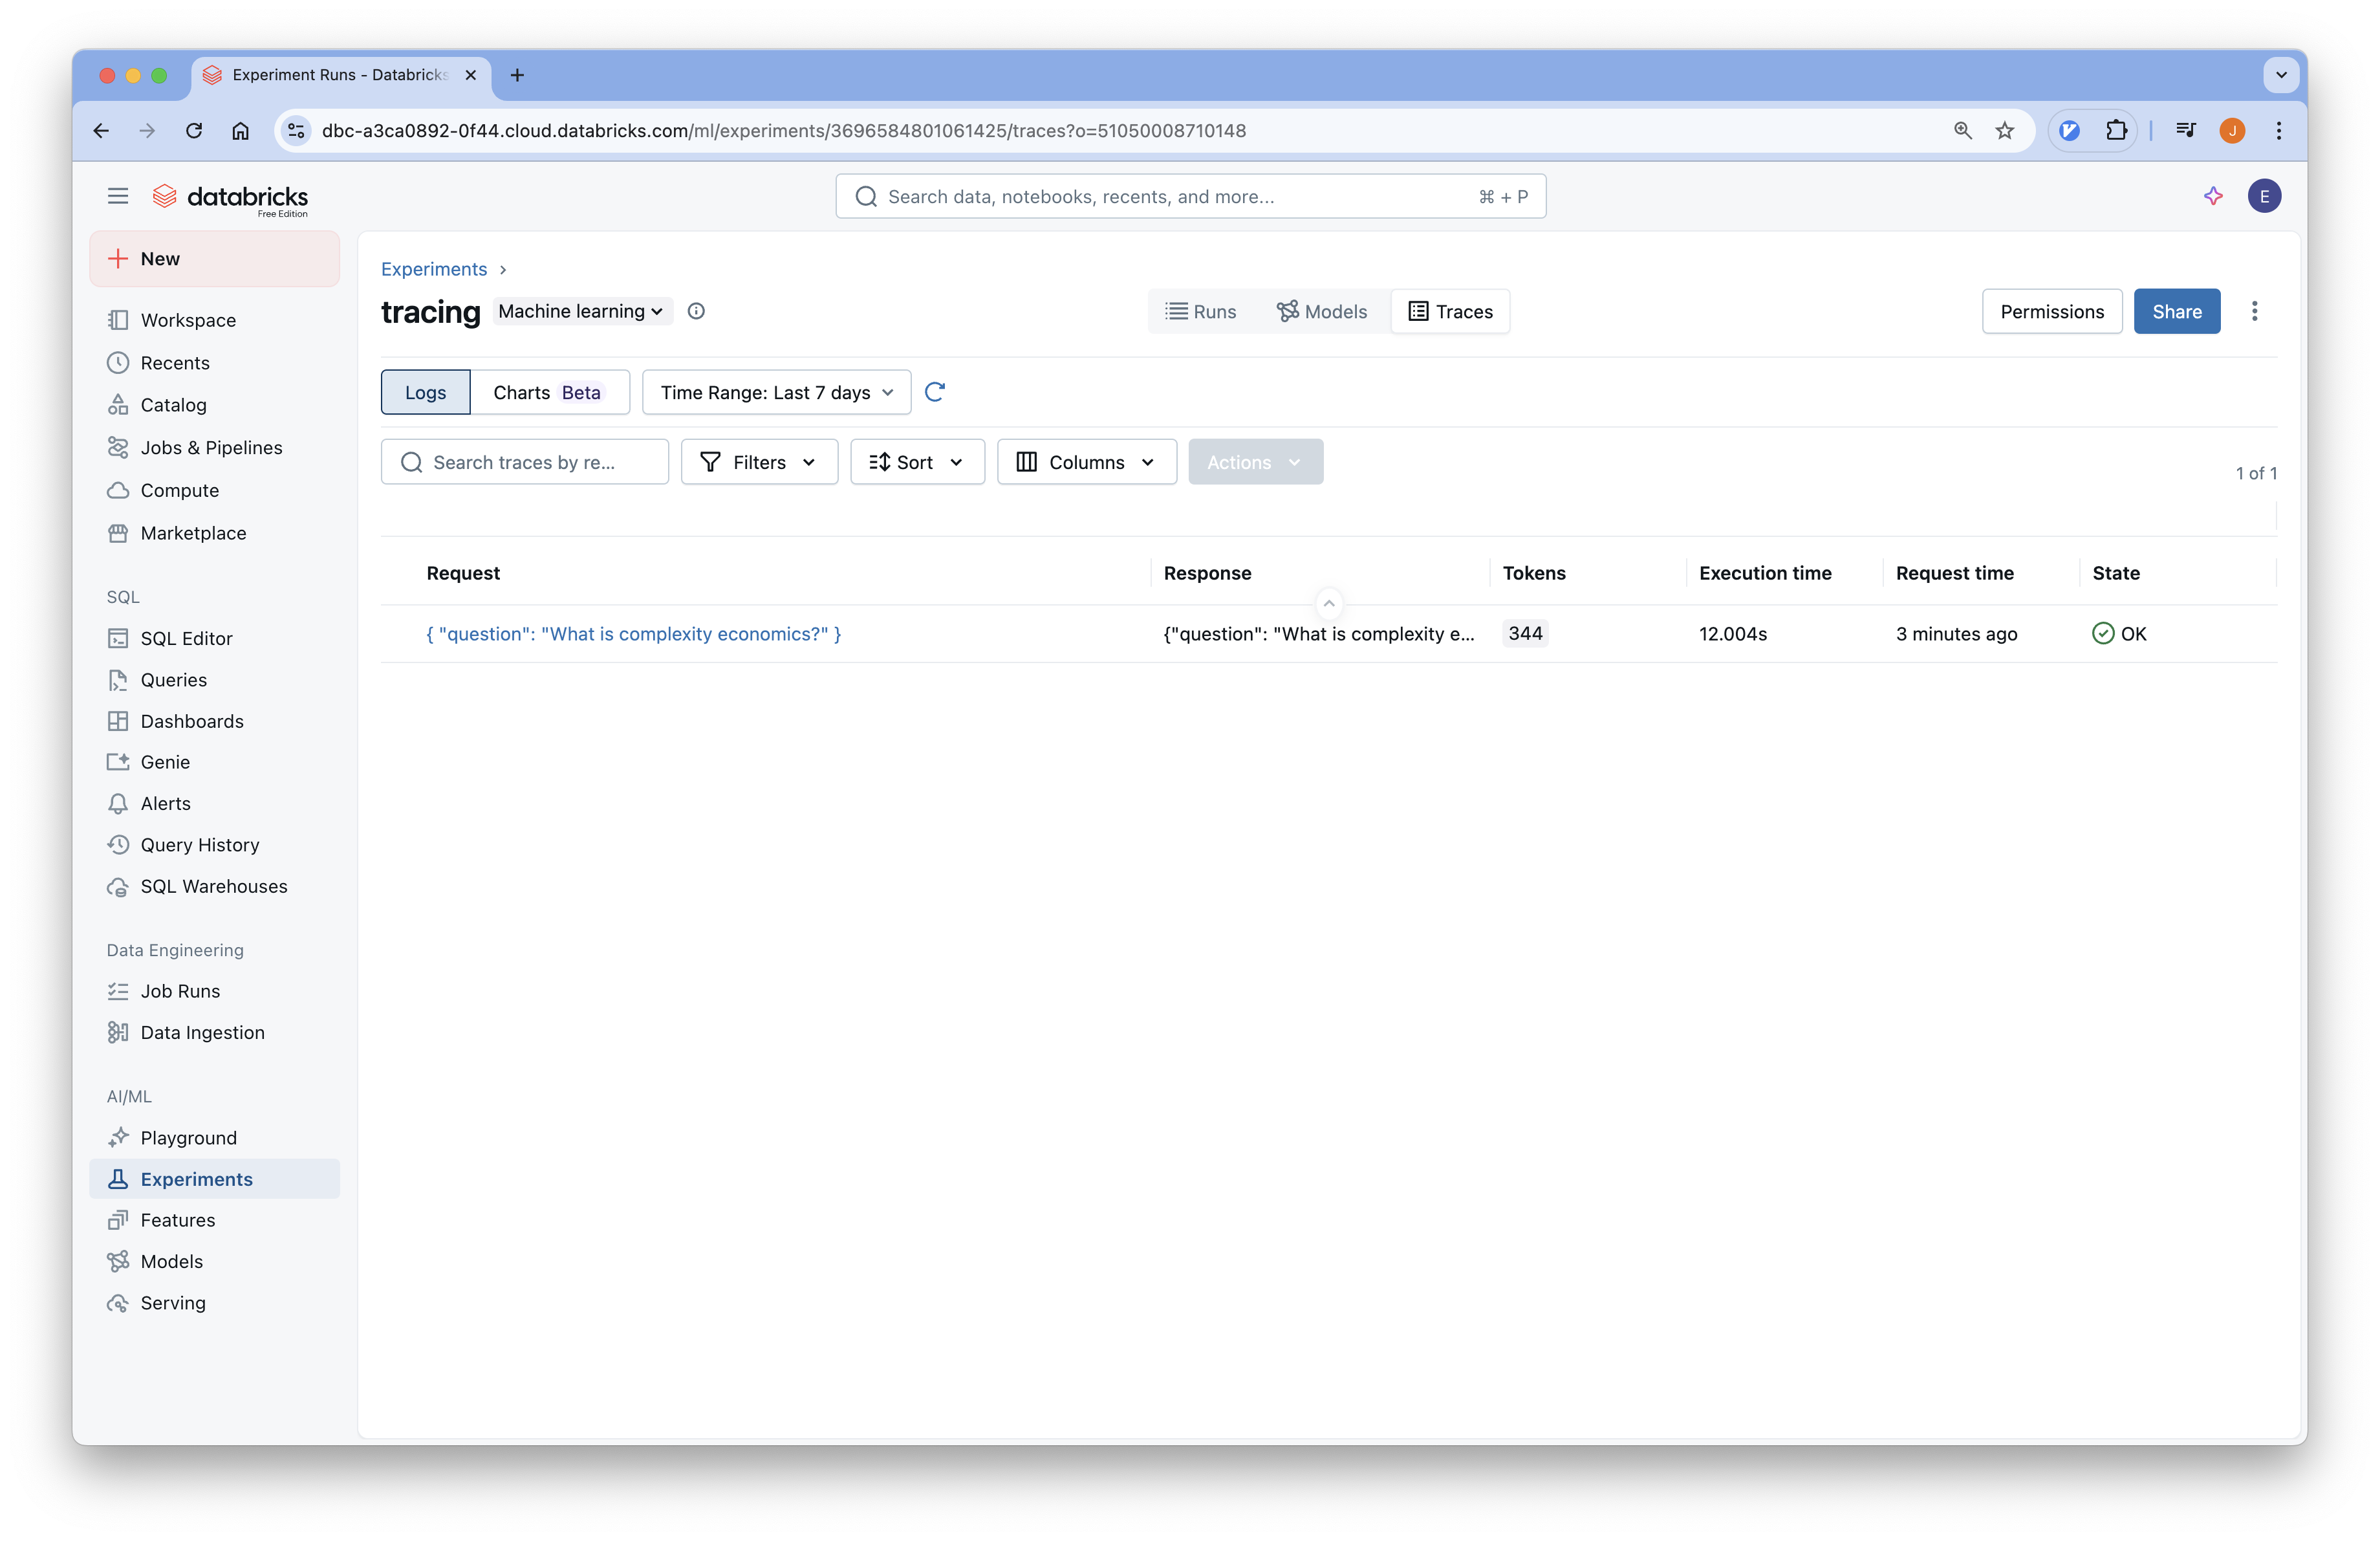 Experiment Runs - Databricks
dbc-a3ca0892-0f44.cloud.databricks.com/ml/experiments/3696584801061425/traces?o=51050008710148
J
databricks
Free Edition
Search data, notebooks, recents, and more...
⌘ + P
E
New
Workspace
Recents
Catalog
Jobs & Pipelines
Compute
Marketplace
SQL
SQL Editor
Queries
Dashboards
Genie
Alerts
Query History
SQL Warehouses
Data Engineering
Job Runs
Data Ingestion
AI/ML
Playground
Experiments
Features
Models
Serving
Experiments ›
tracing Machine learning
Runs Models Traces
Permissions Share
Logs Charts Beta Time Range: Last 7 days
Search traces by re... Filters Sort Columns Actions
1 of 1
Request Response Tokens Execution time Request time State
{ "question": "What is complexity economics?" } {"question": "What is complexity e... 344 12.004s 3 minutes ago OK